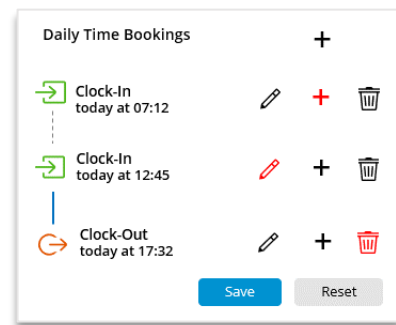 Daily Time Bookings
Clock-In
today at 07:12
Clock-In
today at 12:45
Clock-Out
today at 17:32
Save Reset